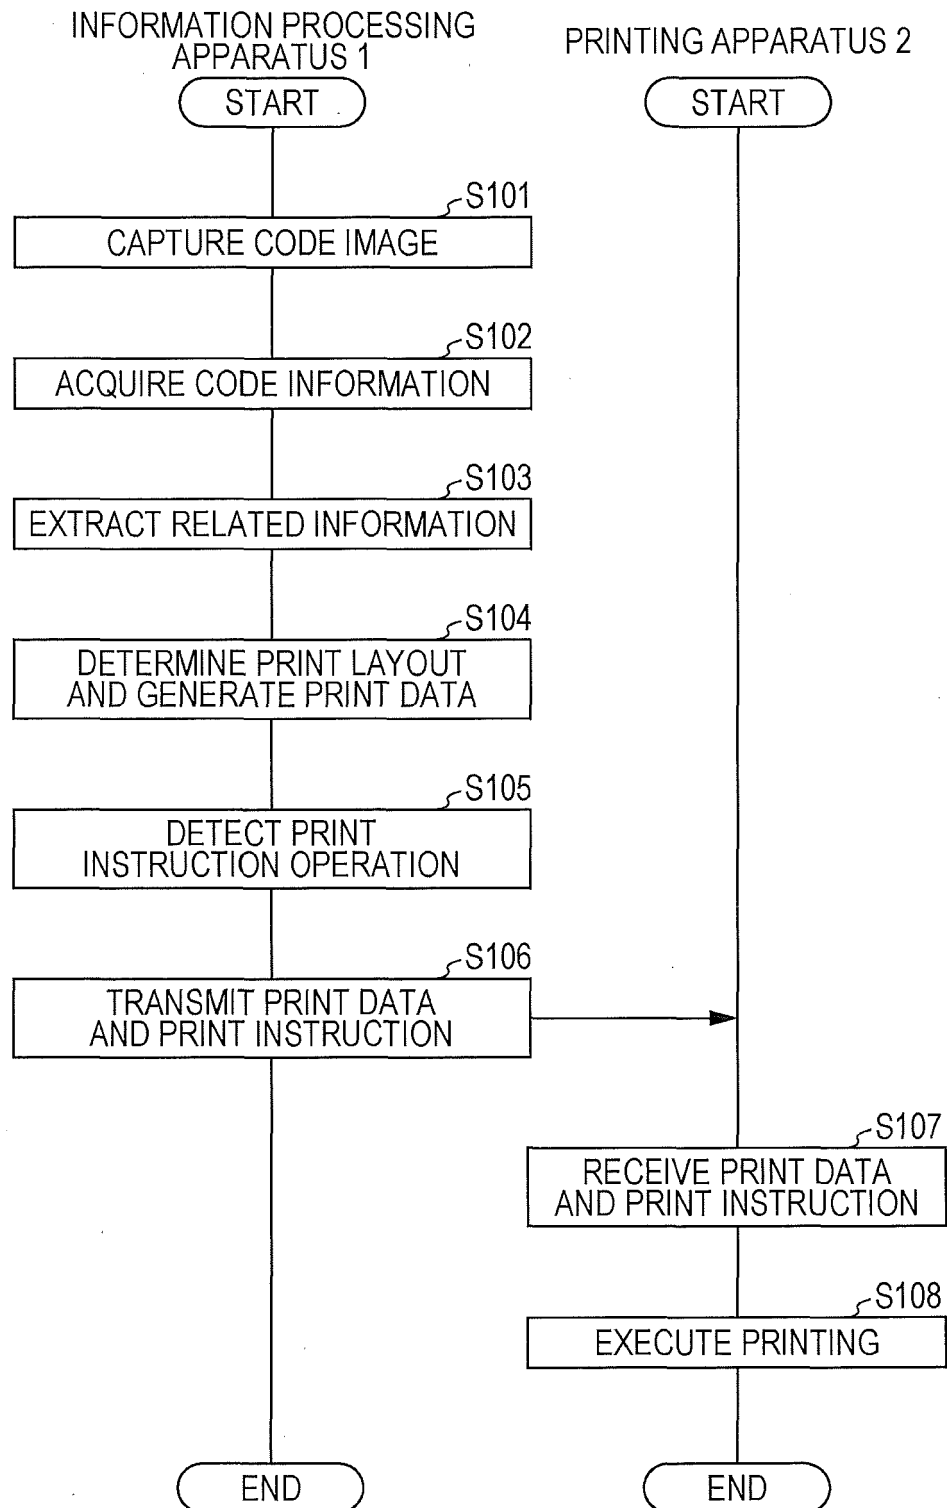 INFORMATION PROCESSING
APPARATUS 1
PRINTING APPARATUS 2
START
START
S101
CAPTURE CODE IMAGE
S102
ACQUIRE CODE INFORMATION
S103
EXTRACT RELATED INFORMATION
S104
DETERMINE PRINT LAYOUT
AND GENERATE PRINT DATA
S105
DETECT PRINT
INSTRUCTION OPERATION
S106
TRANSMIT PRINT DATA
AND PRINT INSTRUCTION
S107
RECEIVE PRINT DATA
AND PRINT INSTRUCTION
S108
EXECUTE PRINTING
END
END